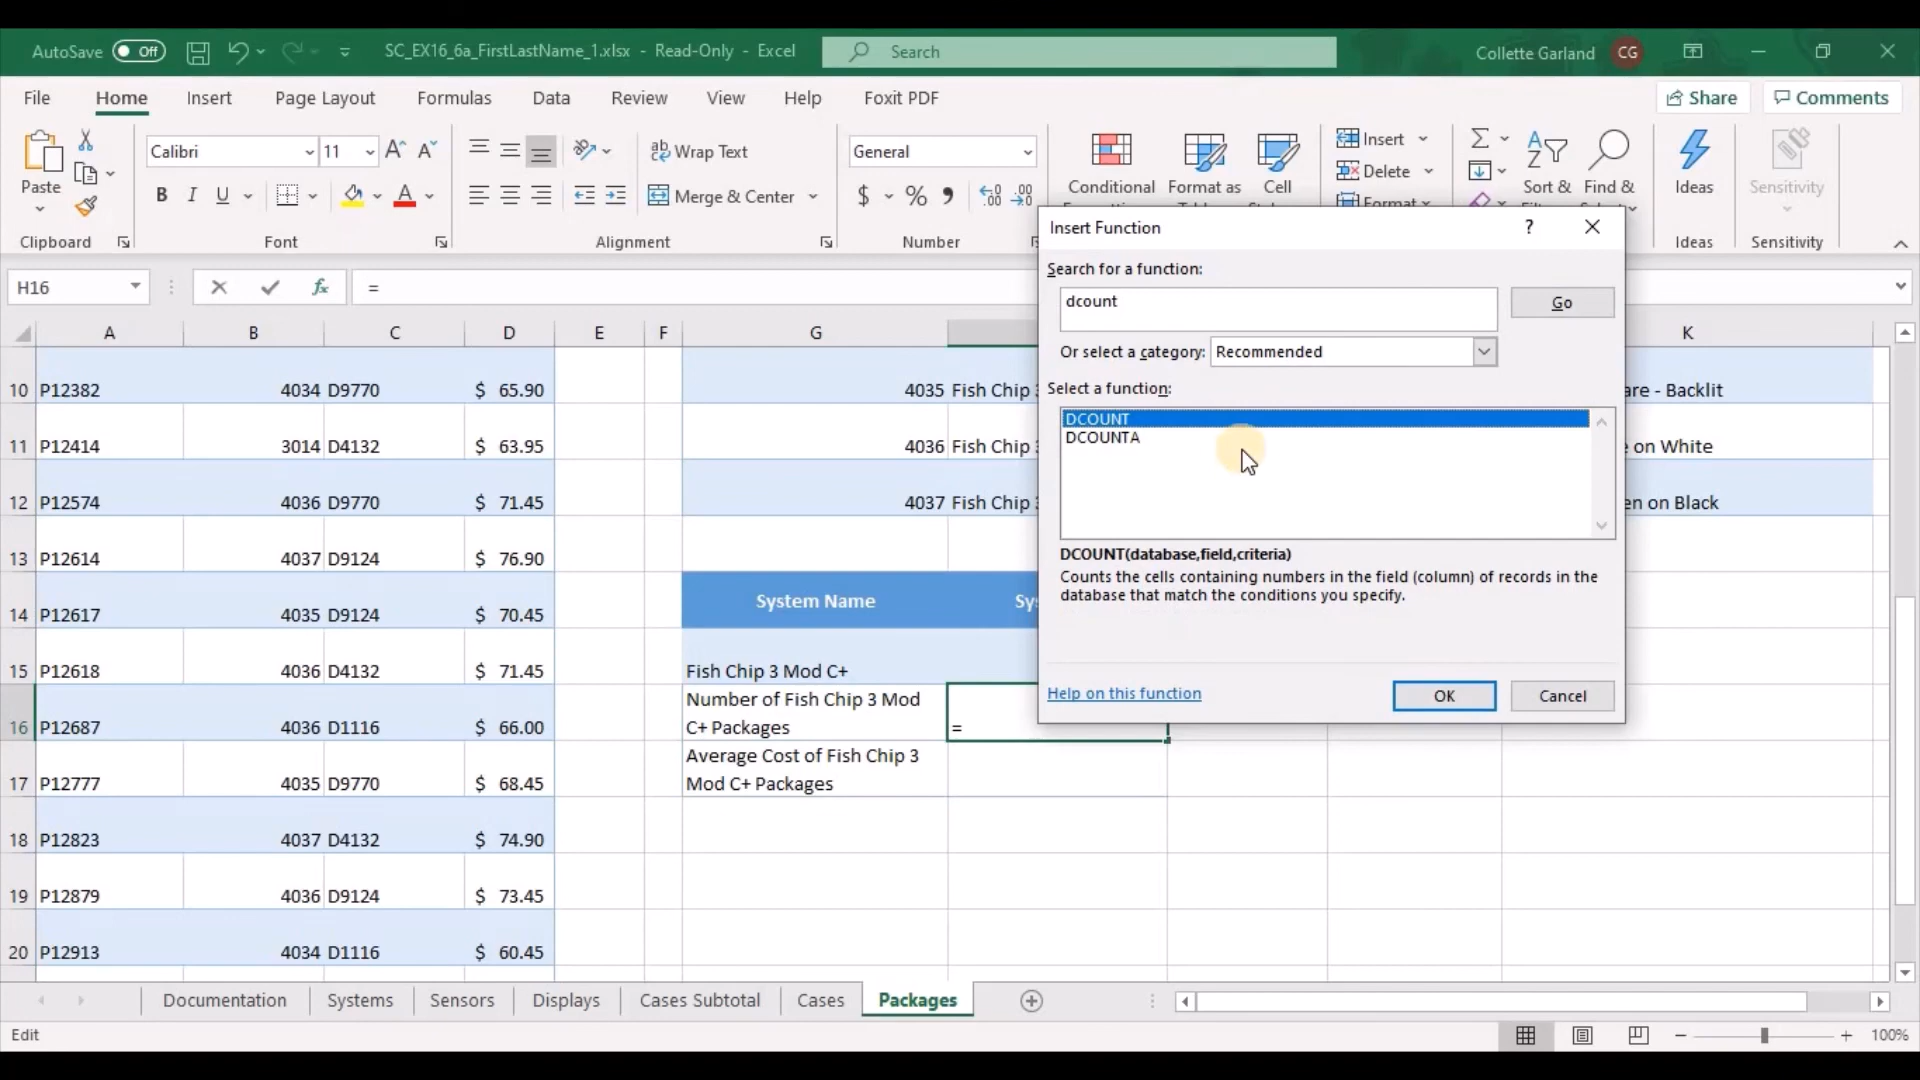 AutoSave Off SC_EX16_6a_FirstLastName_1.xlsx - Read-Only - Excel Search Collette Garland CG
File Home Insert Page Layout Formulas Data Review View Help Foxit PDF Share Comments
Calibri 11 Wrap Text General Insert
Paste Conditional Format as Cell Delete Sort & Find & Ideas Sensitivity
B I U Merge & Center $ % Format
Clipboard Font Alignment Number Ideas Sensitivity
Insert Function ?
Search for a function:
dcount Go
Or select a category: Recommended
Select a function:
DCOUNT
DCOUNTA
DCOUNT(database,field,criteria)
Counts the cells containing numbers in the field (column) of records in the
database that match the conditions you specify.
Help on this function OK Cancel
H16 fx =
A B C D E F G K
10 P12382 4034 D9770 $ 65.90 4035 Fish Chip are - Backlit
11 P12414 3014 D4132 $ 63.95 4036 Fish Chip on White
12 P12574 4036 D9770 $ 71.45 4037 Fish Chip en on Black
13 P12614 4037 D9124 $ 76.90
14 P12617 4035 D9124 $ 70.45 System Name Sy
15 P12618 4036 D4132 $ 71.45 Fish Chip 3 Mod C+
16 P12687 4036 D1116 $ 66.00 Number of Fish Chip 3 Mod
C+ Packages =
17 P12777 4035 D9770 $ 68.45 Average Cost of Fish Chip 3
Mod C+ Packages
18 P12823 4037 D4132 $ 74.90
19 P12879 4036 D9124 $ 73.45
20 P12913 4034 D1116 $ 60.45
Documentation Systems Sensors Displays Cases Subtotal Cases Packages
Edit 100%